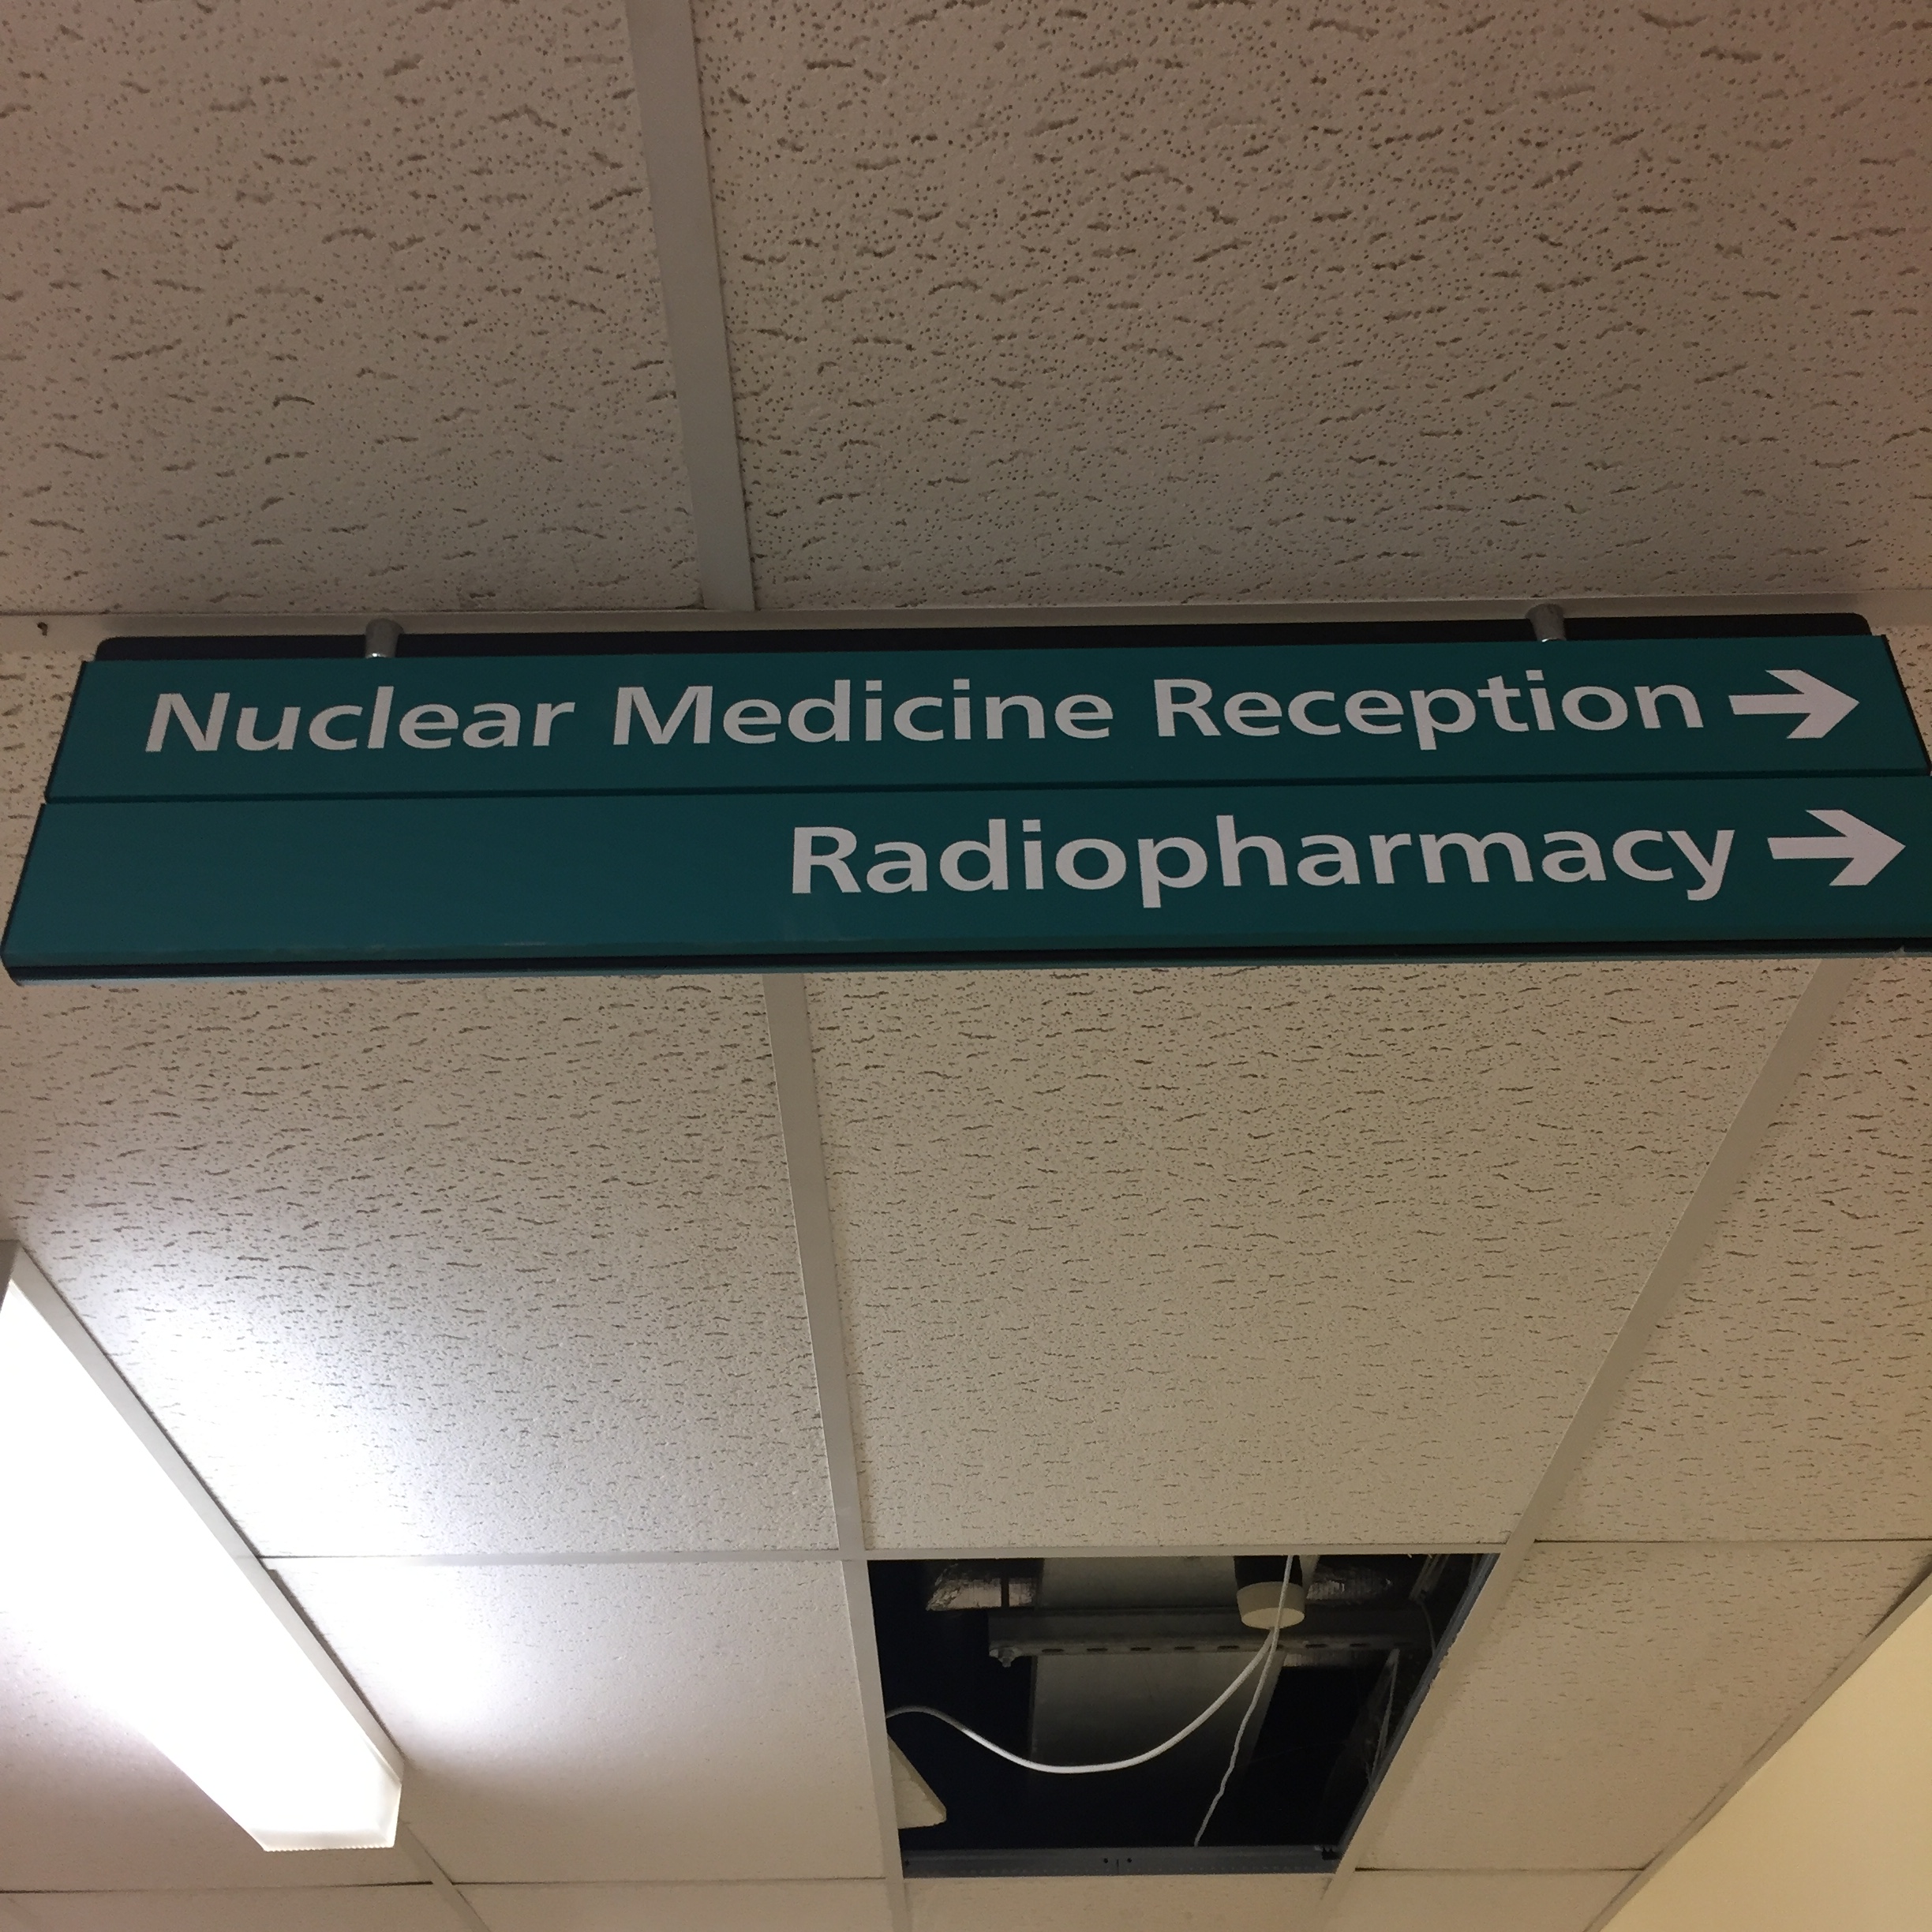 Nuclear Medicine Reception →
Radiopharmacy →